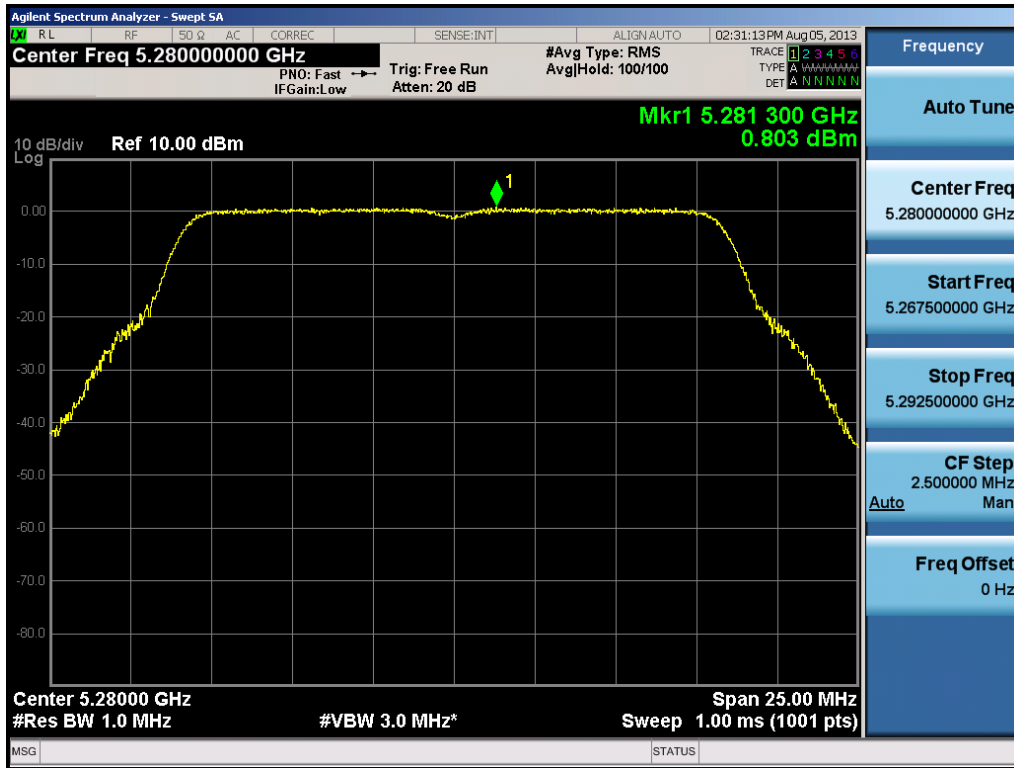 Agilent Spectrum Analyzer - Swept SA
LXI RL RF 50 Ω AC CORREC SENSE:INT ALIGN AUTO 02:31:13 PM Aug 05, 2013
Center Freq 5.280000000 GHz
#Avg Type: RMS
TRACE 1 2 3 4 5 6
PNO: Fast
Trig: Free Run
Avg|Hold: 100/100
TYPE A WWWWW
IFGain:Low
Atten: 20 dB
DET A N N N N N
Mkr1 5.281 300 GHz
0.803 dBm
10 dB/div Ref 10.00 dBm
Log
1
0.00
-10.0
-20.0
-30.0
-40.0
-50.0
-60.0
-70.0
-80.0
Center 5.28000 GHz Span 25.00 MHz
#Res BW 1.0 MHz #VBW 3.0 MHz* Sweep 1.00 ms (1001 pts)
MSG STATUS
Frequency
Auto Tune
Center Freq
5.280000000 GHz
Start Freq
5.267500000 GHz
Stop Freq
5.292500000 GHz
CF Step
2.500000 MHz
Auto Man
Freq Offset
0 Hz